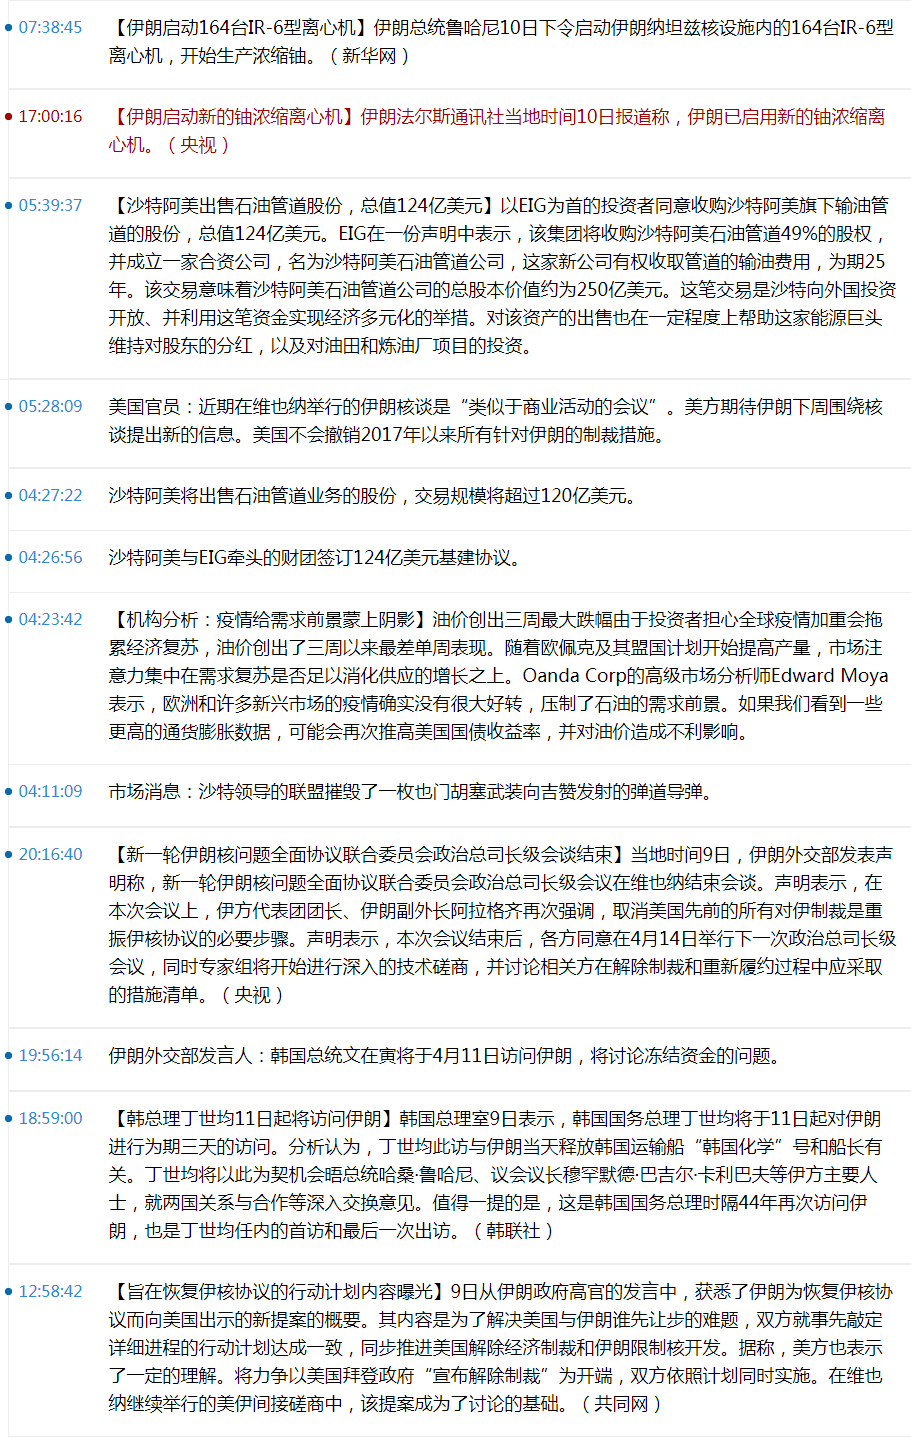 07:38:45 【伊朗启动164台IR-6型离心机】伊朗总统鲁哈尼10日下令启动伊朗纳坦兹核设施内的164台IR-6型
离心机，开始生产浓缩铀。（新华网）
17:00:16 【伊朗启动新的铀浓缩离心机】伊朗法尔斯通讯社当地时间10日报道称，伊朗已启用新的铀浓缩离
心机。（央视）
05:39:37 【沙特阿美出售石油管道股份，总值124亿美元】以EIG为首的投资者同意收购沙特阿美旗下输油管
道的股份，总值124亿美元。EIG在一份声明中表示，该集团将收购沙特阿美石油管道49%的股权，
并成立一家合资公司，名为沙特阿美石油管道公司，这家新公司有权收取管道的输油费用，为期25
年。该交易意味着沙特阿美石油管道公司的总股本价值约为250亿美元。这笔交易是沙特向外国投资
开放、并利用这笔资金实现经济多元化的举措。对该资产的出售也在一定程度上帮助这家能源巨头
维持对股东的分红，以及对油田和炼油厂项目的投资。
05:28:09 美国官员：近期在维也纳举行的伊朗核谈是“类似于商业活动的会议”。美方期待伊朗下周围绕核
谈提出新的信息。美国不会撤销2017年以来所有针对伊朗的制裁措施。
04:27:22 沙特阿美将出售石油管道业务的股份，交易规模将超过120亿美元。
04:26:56 沙特阿美与EIG牵头的财团签订124亿美元基建协议。
04:23:42 【机构分析：疫情给需求前景蒙上阴影】油价创出三周最大跌幅由于投资者担心全球疫情加重会拖
累经济复苏，油价创出了三周以来最差单周表现。随着欧佩克及其盟国计划开始提高产量，市场注
意力集中在需求复苏是否足以消化供应的增长之上。Oanda Corp的高级市场分析师Edward Moya
表示，欧洲和许多新兴市场的疫情确实没有很大好转，压制了石油的需求前景。如果我们看到一些
更高的通货膨胀数据，可能会再次推高美国国债收益率，并对油价造成不利影响。
04:11:09 市场消息：沙特领导的联盟摧毁了一枚也门胡塞武装向吉赞发射的弹道导弹。
20:16:40 【新一轮伊朗核问题全面协议联合委员会政治总司长级会谈结束】当地时间9日，伊朗外交部发表声
明称，新一轮伊朗核问题全面协议联合委员会政治总司长级会议在维也纳结束会谈。声明表示，在
本次会议上，伊方代表团团长、伊朗副外长阿拉格齐再次强调，取消美国先前的所有对伊制裁是重
振伊核协议的必要步骤。声明表示，本次会议结束后，各方同意在4月14日举行下一次政治总司长级
会议，同时专家组将开始进行深入的技术磋商，并讨论相关方在解除制裁和重新履约过程中应采取
的措施清单。（央视）
19:56:14 伊朗外交部发言人：韩国总统文在寅将于4月11日访问伊朗，将讨论冻结资金的问题。
18:59:00 【韩总理丁世均11日起将访问伊朗】韩国总理室9日表示，韩国国务总理丁世均将于11日起对伊朗
进行为期三天的访问。分析认为，丁世均此访与伊朗当天释放韩国运输船“韩国化学”号和船长有
关。丁世均将以此为契机会晤总统哈桑·鲁哈尼、议会议长穆罕默德·巴吉尔·卡利巴夫等伊方主要人
士，就两国关系与合作等深入交换意见。值得一提的是，这是韩国国务总理时隔44年再次访问伊
朗，也是丁世均任内的首访和最后一次出访。（韩联社）
12:58:42 【旨在恢复伊核协议的行动计划内容曝光】9日从伊朗政府高官的发言中，获悉了伊朗为恢复伊核协
议而向美国出示的新提案的概要。其内容是为了解决美国与伊朗谁先让步的难题，双方就事先敲定
详细进程的行动计划达成一致，同步推进美国解除经济制裁和伊朗限制核开发。据称，美方也表示
了一定的理解。将力争以美国拜登政府“宣布解除制裁”为开端，双方依照计划同时实施。在维也
纳继续举行的美伊间接磋商中，该提案成为了讨论的基础。（共同网）